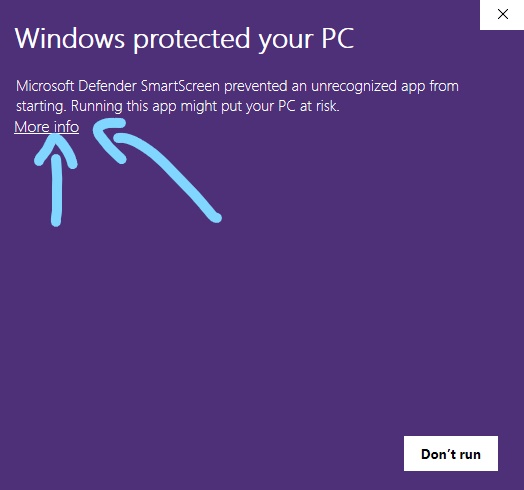 Windows protected your PC
Microsoft Defender SmartScreen prevented an unrecognized app from
starting. Running this app might put your PC at risk.
More info
Don't run